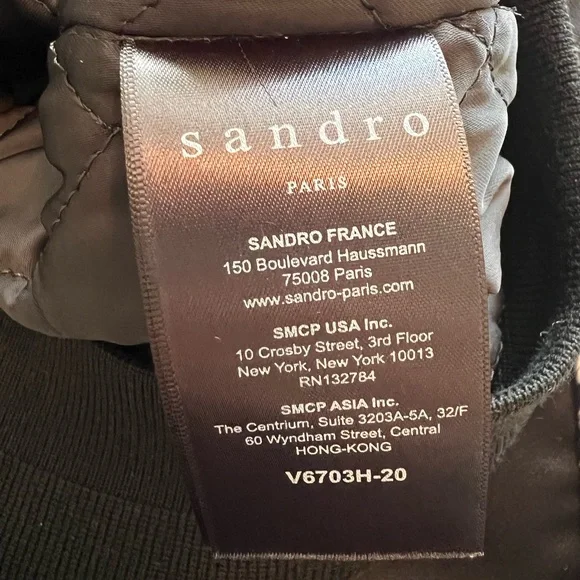 sandro
PARIS
SANDRO FRANCE
150 Boulevard Haussmann
75008 Paris
www.sandro-paris.com
SMCP USA Inc.
10 Crosby Street, 3rd Floor
New York, New York 10013
RN132784
SMCP ASIA Inc.
The Centrium, Suite 3203A-5A, 32/F
60 Wyndham Street, Central
HONG-KONG
V6703H-20